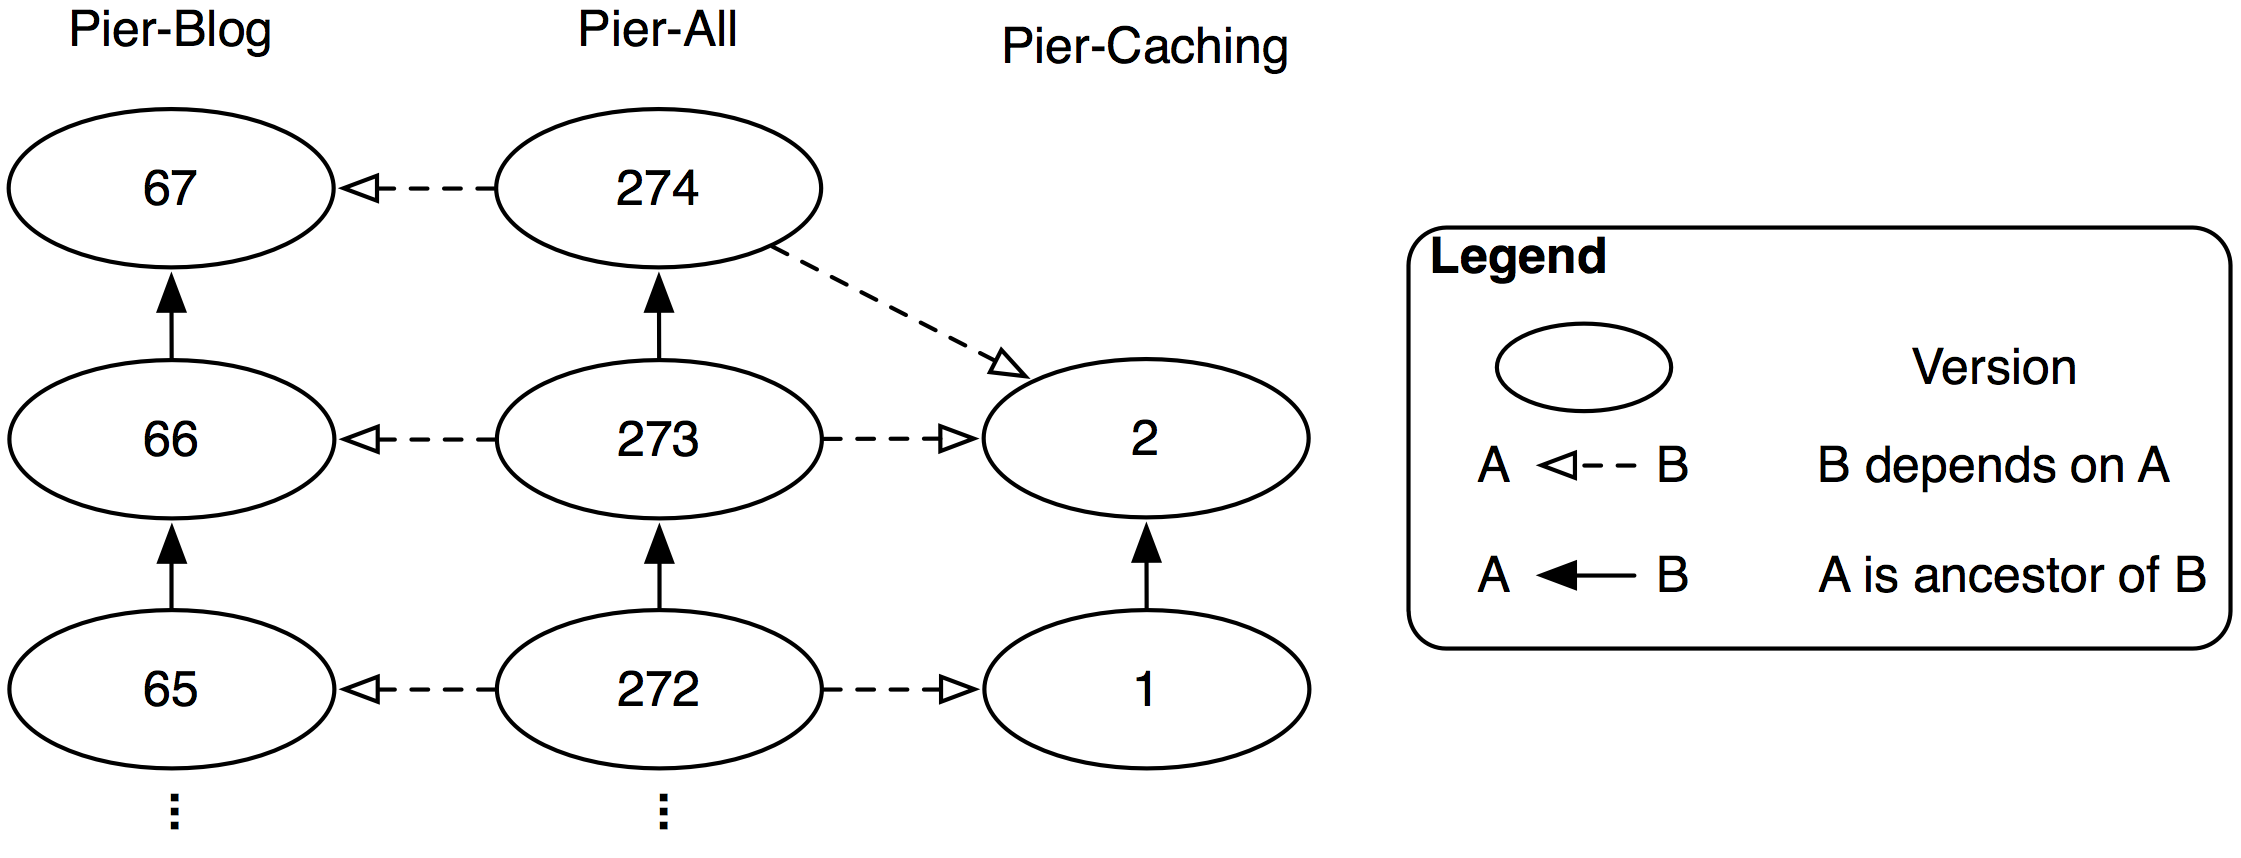 Pier-Blog
Pier-All
Pier-Caching
67
274
66
273
2
65
272
1
Legend
Version
A B B depends on A
A B A is ancestor of B